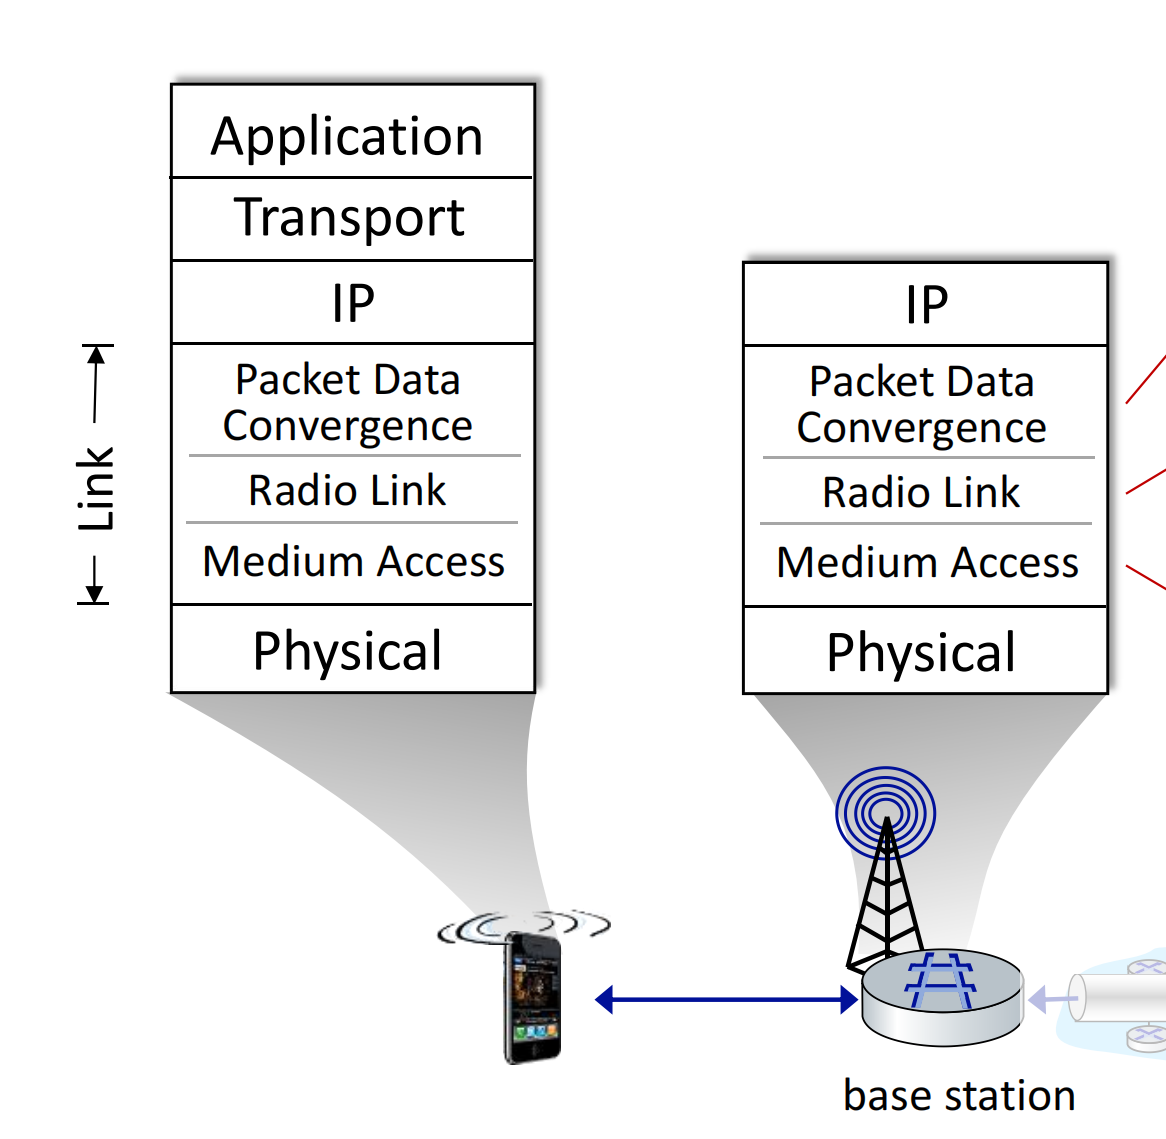 Application
Transport
IP
Packet Data
Convergence
Radio Link
Medium Access
Physical
Link
IP
Packet Data
Convergence
Radio Link
Medium Access
Physical
base station